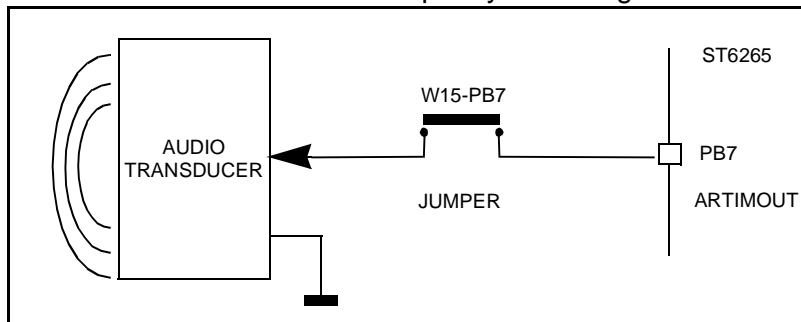 ST6265
W15-PB7
AUDIO
TRANSDUCER
PB7
JUMPER
ARTIMOUT